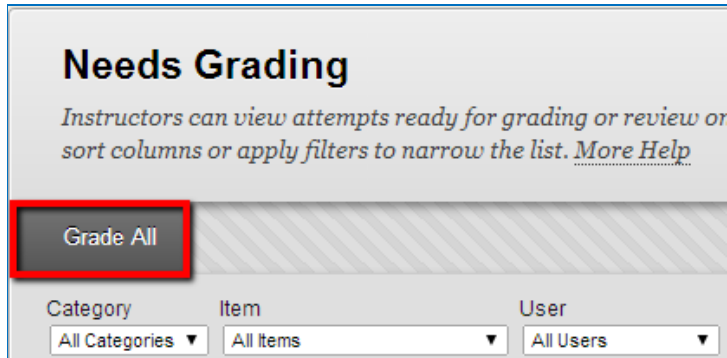 Needs Grading
Instructors can view attempts ready for grading or review on
sort columns or apply filters to narrow the list. More Help
Grade All
Category Item User
All Categories All Items All Users